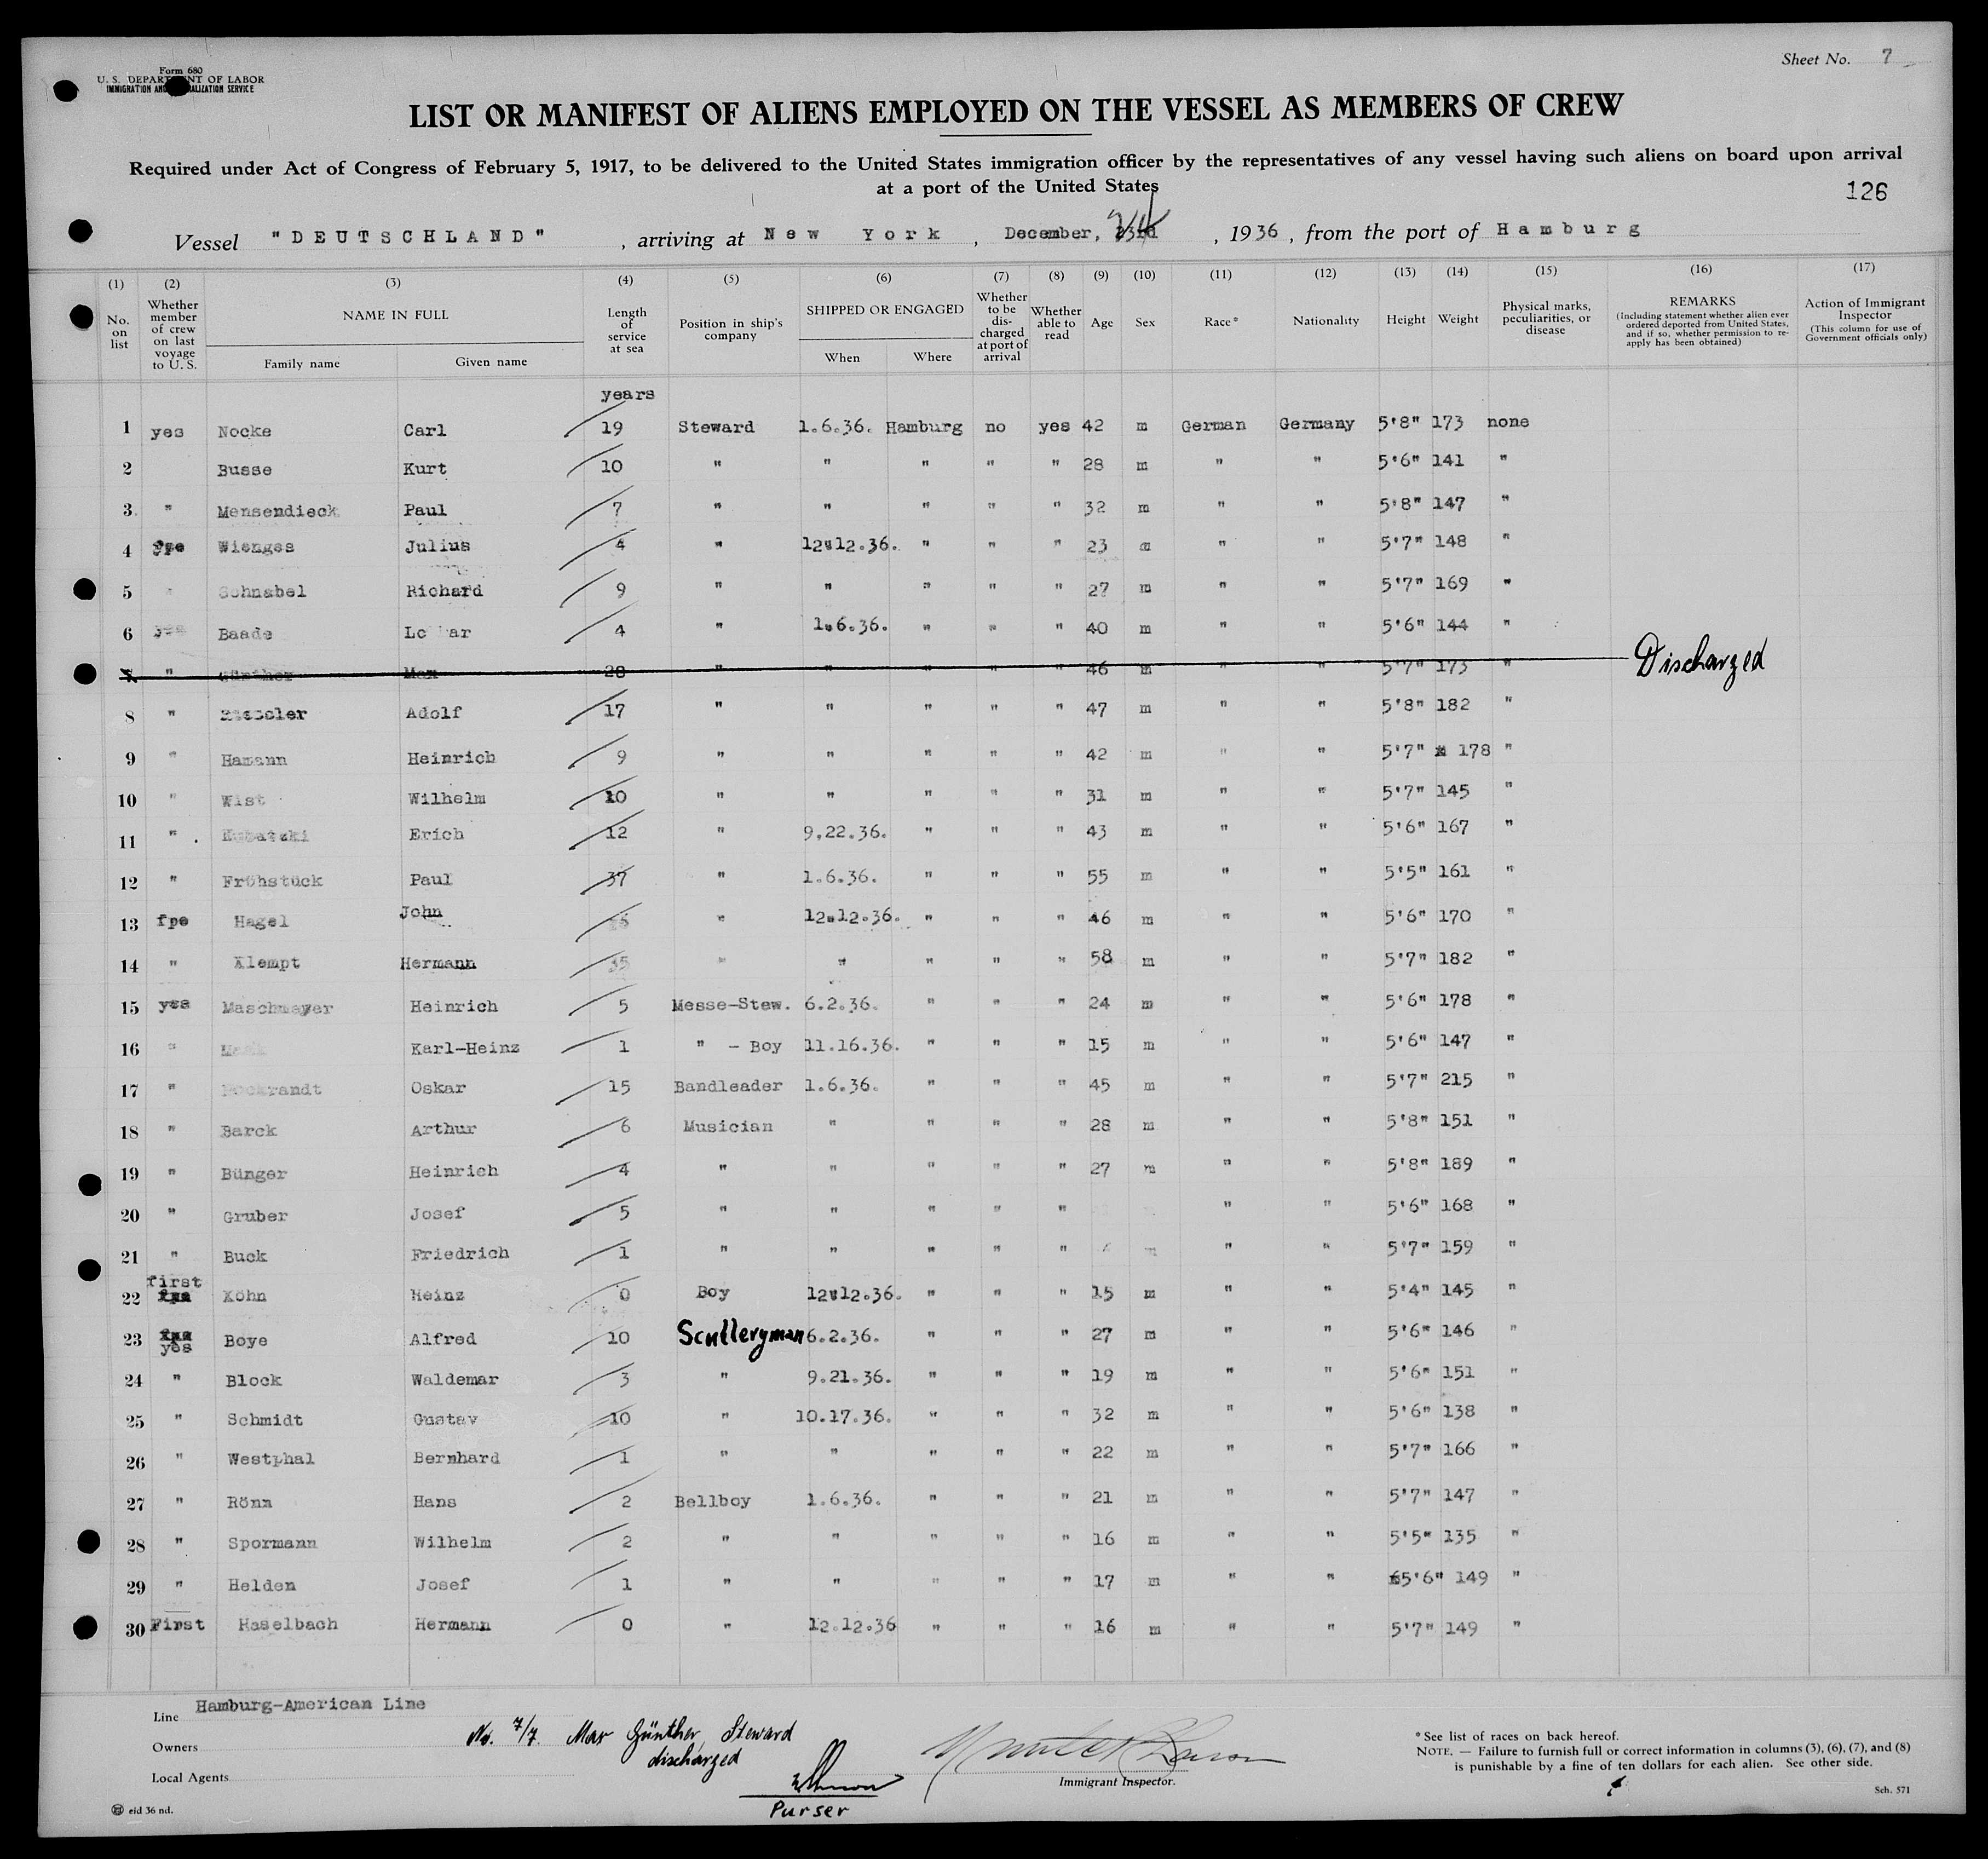 Form 680
U. S. DEPARTMENT OF LABOR
IMMIGRATION AND NATURALIZATION SERVICE
Sheet No. 7
LIST OR MANIFEST OF ALIENS EMPLOYED ON THE VESSEL AS MEMBERS OF CREW
Required under Act of Congress of February 5, 1917, to be delivered to the United States immigration officer by the representatives of any vessel having such aliens on board upon arrival
at a port of the United States
126
Vessel "DEUTSCHLAND", arriving at New York, December, 24, 1936, from the port of Hamburg
(1) (2) (3) (4) (5) (6) (7) (8) (9) (10) (11) (12) (13) (14) (15) (16) (17)
No. on list
Whether member of crew on last voyage to U. S.
NAME IN FULL
Family name Given name
Length of service at sea
Position in ship's company
SHIPPED OR ENGAGED
When Where
Whether to be discharged at port of arrival
Whether able to read
Age
Sex
Race*
Nationality
Height
Weight
Physical marks, peculiarities, or disease
REMARKS
(Including statement whether alien ever ordered deported from United States, and if so, whether permission to re-apply has been obtained)
Action of Immigrant Inspector
(This column for use of Government officials only)
years
1 yes Nocke Carl 19 Steward 1.6.36. Hamburg no yes 42 m German Germany 5'8" 173 none
2 Busse Kurt 10 " " " " " 28 m " " 5'6" 141 "
3 " Mensendieck Paul 7 " " " " " 32 m " " 5'8" 147 "
4 fpe Wienges Julius 4 " 12.12.36. " " " 23 m " " 5'7" 148 "
5 " Schnabel Richard 9 " " " " " 27 m " " 5'7" 169 "
6 yes Baade 4 " 1.6.36. " " " 40 m " " 5'6" 144 "
7 " Günther Max 28 " " " " " 46 m " " 5'7" 173 " Discharged
8 " Adolf 17 " " " " " 47 m " " 5'8" 182 "
9 " Hamann Heinrich 9 " " " " " 42 m " " 5'7" 178 "
10 " Wist Wilhelm 10 " " " " " 31 m " " 5'7" 145 "
11 " Erich 12 " 9.22.36. " " " 43 m " " 5'6" 167 "
12 " Frühstück Paul 37 " 1.6.36. " " " 55 m " " 5'5" 161 "
13 fpe Hagel John " 12.12.36. " " " 46 m " " 5'6" 170 "
14 " Klempt Hermann 35 " " " " " 58 m " " 5'7" 182 "
15 yes Maschmeyer Heinrich 5 Messe-Stew. 6.2.36. " " " 24 m " " 5'6" 178 "
16 " Karl-Heinz 1 " - Boy 11.16.36. " " " 15 m " " 5'6" 147 "
17 " Oskar 15 Bandleader 1.6.36. " " " 45 m " " 5'7" 215 "
18 " Barck Arthur 6 Musician " " " " 28 m " " 5'8" 151 "
19 " Bünger Heinrich 4 " " " " " 27 m " " 5'8" 189 "
20 " Gruber Josef 5 " " " " " " " 5'6" 168 "
21 " Buck Friedrich 1 " " " " " m " " 5'7" 159 "
22 first Köhn Heinz 0 Boy 12.12.36. " " " 15 m " " 5'4" 145 "
23 yes Boye Alfred 10 Sculleryman 6.2.36. " " " 27 m " " 5'6" 146 "
24 " Block Waldemar 3 " 9.21.36. " " " 19 m " " 5'6" 151 "
25 " Schmidt Gustav 10 " 10.17.36. " " " 32 m " " 5'6" 138 "
26 " Westphal Bernhard 1 " " " " " 22 m " " 5'7" 166 "
27 " Rönn Hans 2 Bellboy 1.6.36. " " " 21 m " " 5'7" 147 "
28 " Spormann Wilhelm 2 " " " " " 16 m " " 5'5" 135 "
29 " Helden Josef 1 " " " " " 17 m " " 5'6" 149 "
30 First Haselbach Hermann 0 " 12.12.36 " " " 16 m " " 5'7" 149 "
Line Hamburg-American Line
Owners
Local Agents
No. 7/7. Max Günther, Steward
discharged
Purser
Immigrant Inspector.
* See list of races on back hereof.
NOTE. — Failure to furnish full or correct information in columns (3), (6), (7), and (8)
is punishable by a fine of ten dollars for each alien. See other side.
eid 36 nd.
Sch. 571